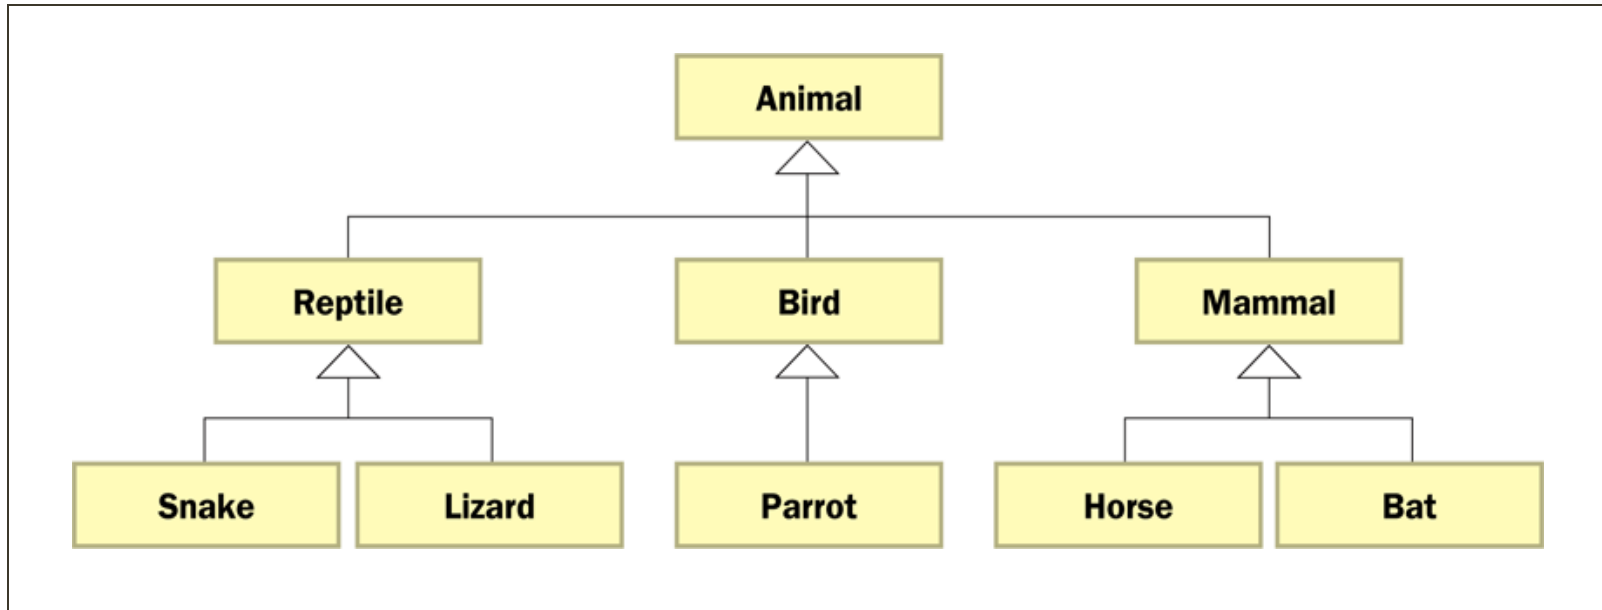 Animal
Reptile
Bird
Mammal
Snake
Lizard
Parrot
Horse
Bat